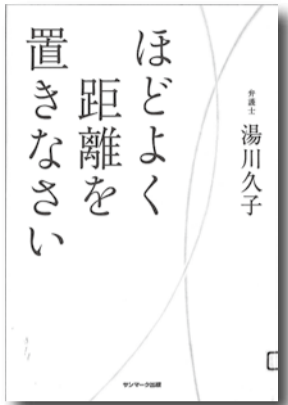 ほどよく
距離を
置きなさい
弁護士
湯川久子
サンマーク出版